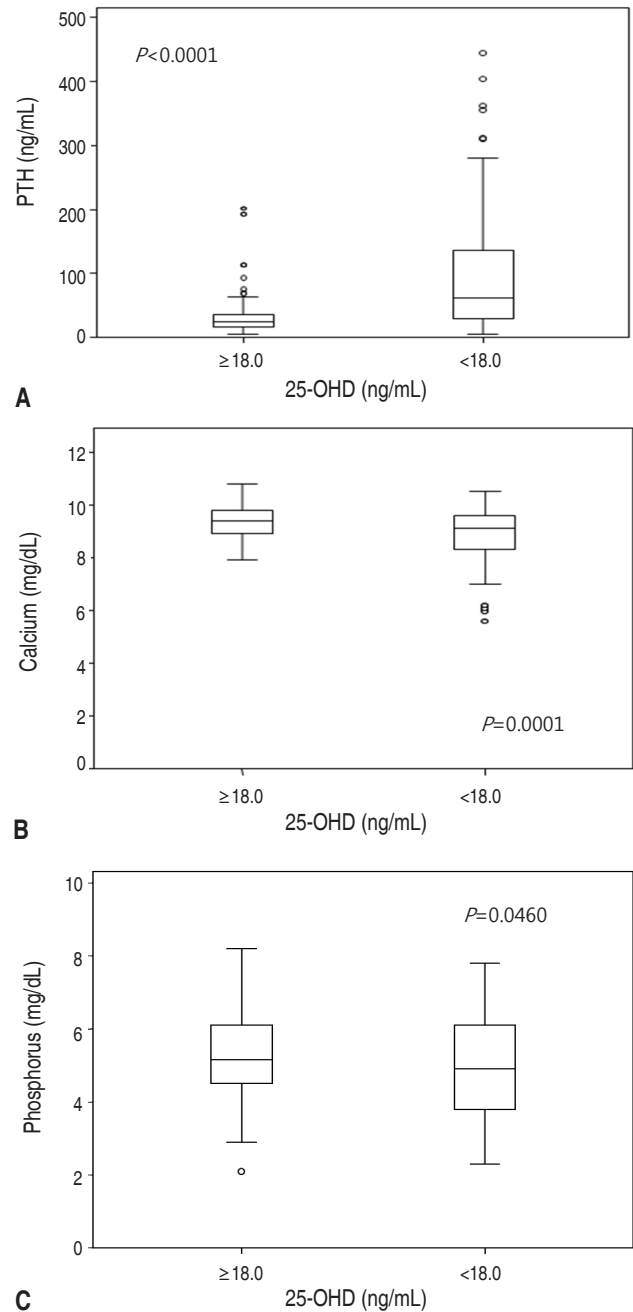 500
P<0.0001
400
300
200
100
0
PTH (ng/mL)
≥18.0 <18.0
25-OHD (ng/mL)
A
12
10
8
6
4
2
0
Calcium (mg/dL)
P=0.0001
≥18.0 <18.0
25-OHD (ng/mL)
B
10
P=0.0460
8
6
4
2
0
Phosphorus (mg/dL)
≥18.0 <18.0
25-OHD (ng/mL)
C